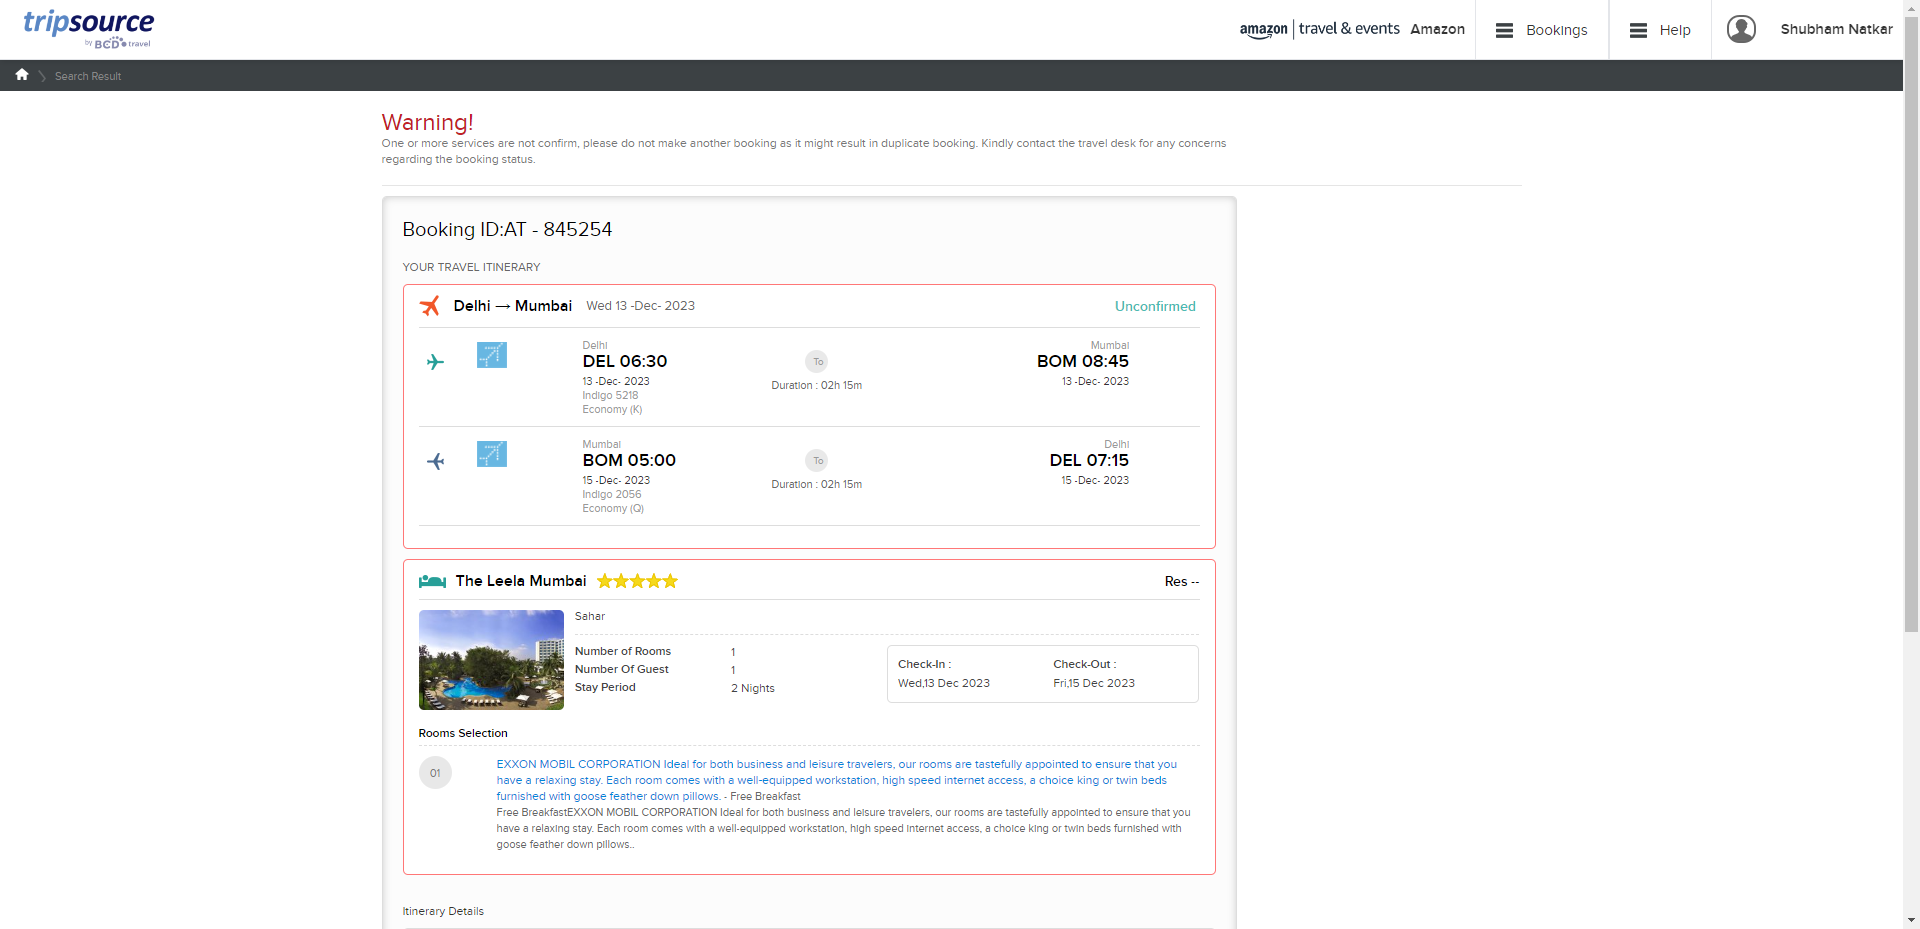 tripsource
by BCD travel
amazon | travel & events Amazon
Bookings
Help
Shubham Natkar
Search Result
Warning!
One or more services are not confirm, please do not make another booking as it might result in duplicate booking. Kindly contact the travel desk for any concerns
regarding the booking status.
Booking ID:AT - 845254
YOUR TRAVEL ITINERARY
Delhi → Mumbai Wed 13 -Dec- 2023 Unconfirmed
Delhi
DEL 06:30
13 -Dec- 2023
Indigo 5218
Economy (K)
To
Duration : 02h 15m
Mumbai
BOM 08:45
13 -Dec- 2023
Mumbai
BOM 05:00
15 -Dec- 2023
Indigo 2056
Economy (Q)
To
Duration : 02h 15m
Delhi
DEL 07:15
15 -Dec- 2023
The Leela Mumbai Res --
Sahar
Number of Rooms 1
Number Of Guest 1
Stay Period 2 Nights
Check-In : Check-Out :
Wed,13 Dec 2023 Fri,15 Dec 2023
Rooms Selection
01
EXXON MOBIL CORPORATION Ideal for both business and leisure travelers, our rooms are tastefully appointed to ensure that you
have a relaxing stay. Each room comes with a well-equipped workstation, high speed internet access, a choice king or twin beds
furnished with goose feather down pillows. - Free Breakfast
Free BreakfastEXXON MOBIL CORPORATION Ideal for both business and leisure travelers, our rooms are tastefully appointed to ensure that you
have a relaxing stay. Each room comes with a well-equipped workstation, high speed internet access, a choice king or twin beds furnished with
goose feather down pillows..
Itinerary Details